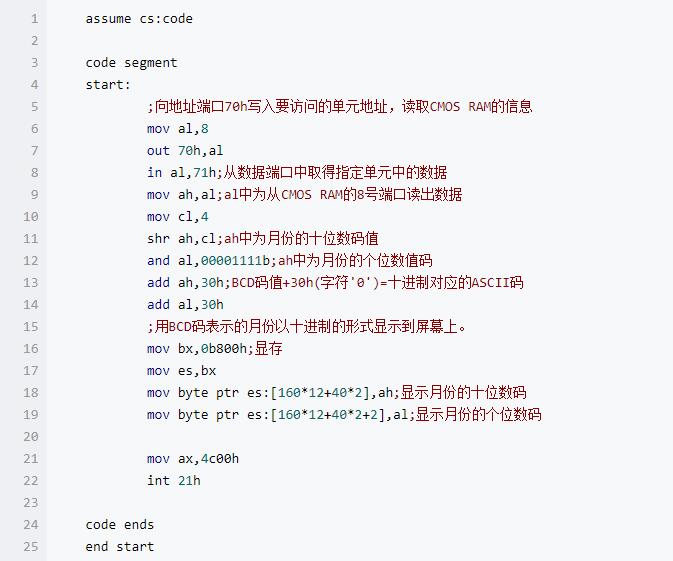 1 assume cs:code
2
3 code segment
4 start:
5 ;向地址端口70h写入要访问的单元地址，读取CMOS RAM的信息
6 mov al,8
7 out 70h,al
8 in al,71h;从数据端口中取得指定单元中的数据
9 mov ah,al;al中为从CMOS RAM的8号端口读出数据
10 mov cl,4
11 shr ah,cl;ah中为月份的十位数码值
12 and al,00001111b;ah中为月份的个位数值码
13 add ah,30h;BCD码值+30h(字符'0')=十进制对应的ASCII码
14 add al,30h
15 ;用BCD码表示的月份以十进制的形式显示到屏幕上。
16 mov bx,0b800h;显存
17 mov es,bx
18 mov byte ptr es:[160*12+40*2],ah;显示月份的十位数码
19 mov byte ptr es:[160*12+40*2+2],al;显示月份的个位数码
20
21 mov ax,4c00h
22 int 21h
23
24 code ends
25 end start